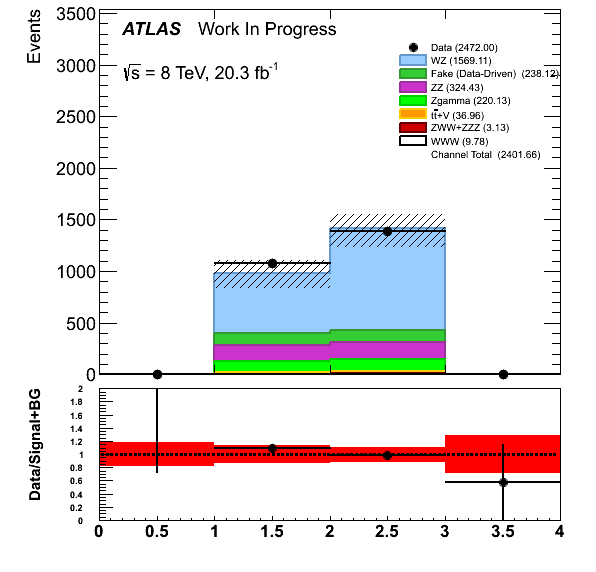 ATLAS Work In Progress
√s = 8 TeV, 20.3 fb⁻¹
Events
3500
3000
2500
2000
1500
1000
500
0
Data (2472.00)
WZ (1569.11)
Fake (Data-Driven) (238.12)
ZZ (324.43)
Zgamma (220.13)
tt̄+V (36.96)
ZWW+ZZZ (3.13)
WWW (9.78)
Channel Total (2401.66)
Data/Signal+BG
2
1.8
1.6
1.4
1.2
1
0.8
0.6
0.4
0.2
0
0 0.5 1 1.5 2 2.5 3 3.5 4